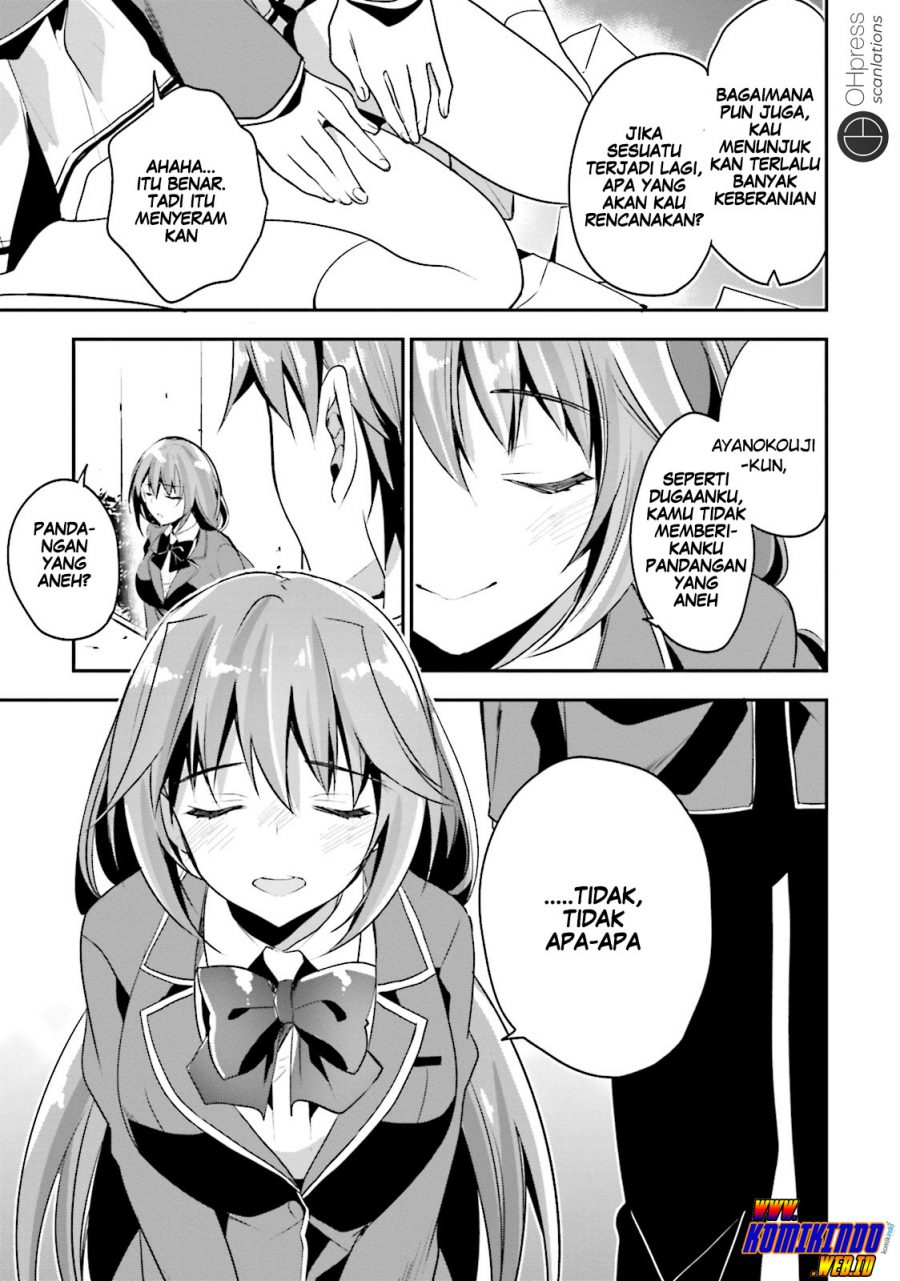 BAGAIMANA
PUN JUGA,
KAU
MENUNJUK
KAN TERLALU
BANYAK
KEBERANIAN
JIKA
SESUATU
TERJADI LAGI,
APA YANG
AKAN KAU
RENCANAKAN?
AHAHA...
ITU BENAR.
TADI ITU
MENYERAM
KAN
AYANOKOUJI
-KUN,
SEPERTI
DUGAANKU,
KAMU TIDAK
MEMBERI-
KANKU
PANDANGAN
YANG
ANEH
PANDA-
NGAN
YANG
ANEH?
.....TIDAK,
TIDAK
APA-APA
OHpress
scanlations
WWW.
KOMIKINDO
.WEB.ID
komikindo